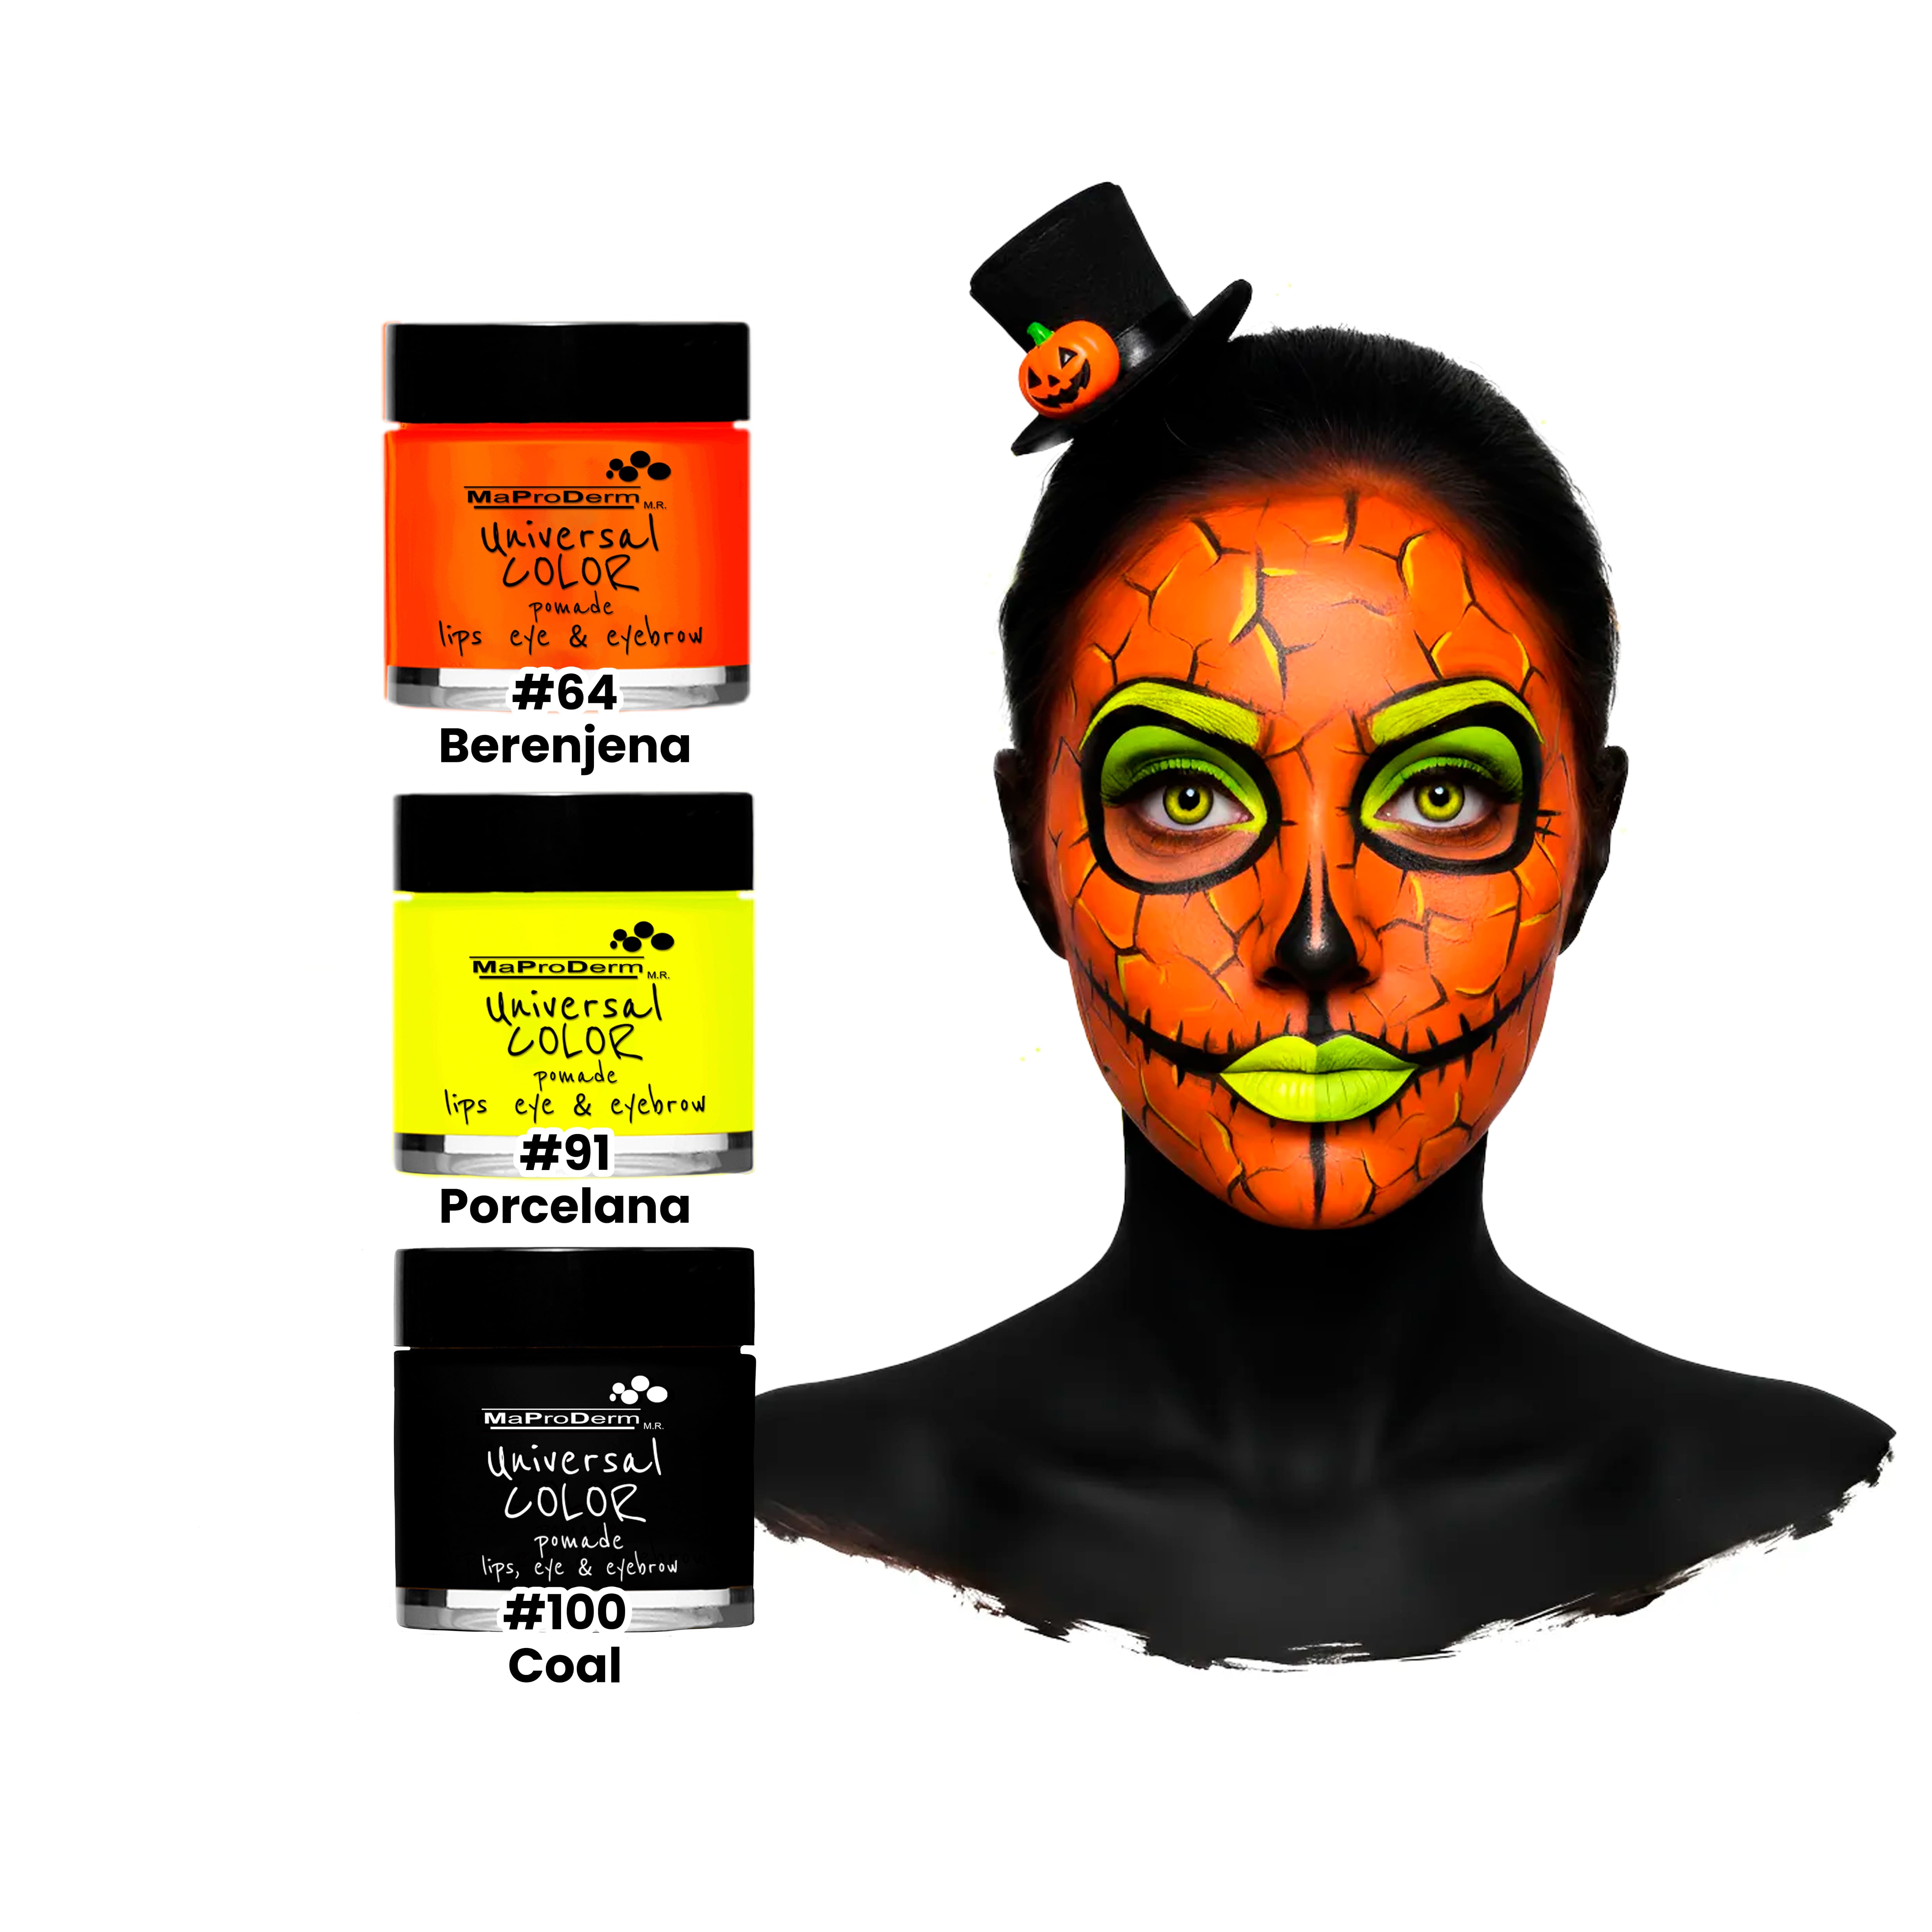 MaProDerm M.R.
Universal
COLOR
pomade
lips eye & eyebrow
#64
Berenjena
MaProDerm M.R.
Universal
COLOR
pomade
lips eye & eyebrow
#91
Porcelana
MaProDerm M.R.
Universal
COLOR
pomade
lips, eye & eyebrow
#100
Coal